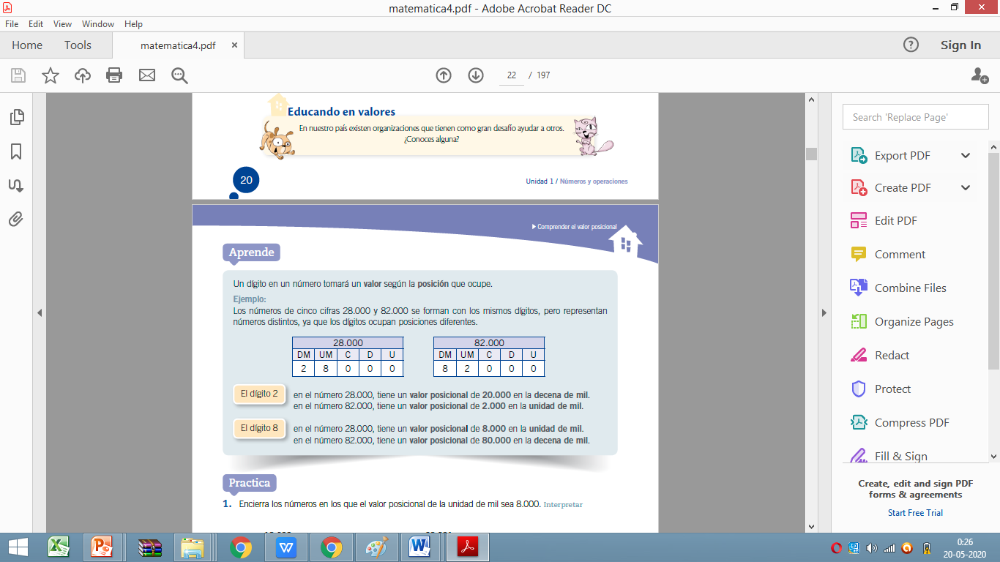 matematica4.pdf - Adobe Acrobat Reader DC
File Edit View Window Help
Home Tools matematica4.pdf × Sign In
22 / 197
Educando en valores
En nuestro país existen organizaciones que tienen como gran desafío ayudar a otros.
¿Conoces alguna?
20
Unidad 1 / Números y operaciones
Comprender el valor posicional
Aprende
Un dígito en un número tomará un valor según la posición que ocupe.
Ejemplo:
Los números de cinco cifras 28.000 y 82.000 se forman con los mismos dígitos, pero representan
números distintos, ya que los dígitos ocupan posiciones diferentes.
28.000
DM UM C D U
2 8 0 0 0
82.000
DM UM C D U
8 2 0 0 0
El dígito 2
en el número 28.000, tiene un valor posicional de 20.000 en la decena de mil.
en el número 82.000, tiene un valor posicional de 2.000 en la unidad de mil.
El dígito 8
en el número 28.000, tiene un valor posicional de 8.000 en la unidad de mil.
en el número 82.000, tiene un valor posicional de 80.000 en la decena de mil.
Practica
1. Encierra los números en los que el valor posicional de la unidad de mil sea 8.000. Interpretar
Search 'Replace Page'
Export PDF
Create PDF
Edit PDF
Comment
Combine Files
Organize Pages
Redact
Protect
Compress PDF
Fill & Sign
Create, edit and sign PDF
forms & agreements
Start Free Trial
0:26
20-05-2020